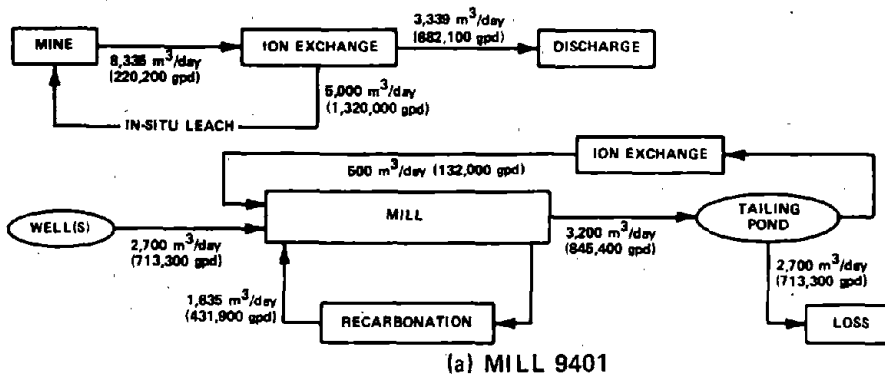 MINE
8,335 m³/day
(220,200 gpd)
ION EXCHANGE
3,339 m³/day
(882,100 gpd)
DISCHARGE
5,000 m³/day
(1,320,000 gpd)
IN-SITU LEACH
ION EXCHANGE
500 m³/day (132,000 gpd)
WELL(S)
2,700 m³/day
(713,300 gpd)
MILL
3,200 m³/day
(845,400 gpd)
TAILING
POND
2,700 m³/day
(713,300 gpd)
1,635 m³/day
(431,900 gpd)
RECARBONATION
LOSS
(a) MILL 9401